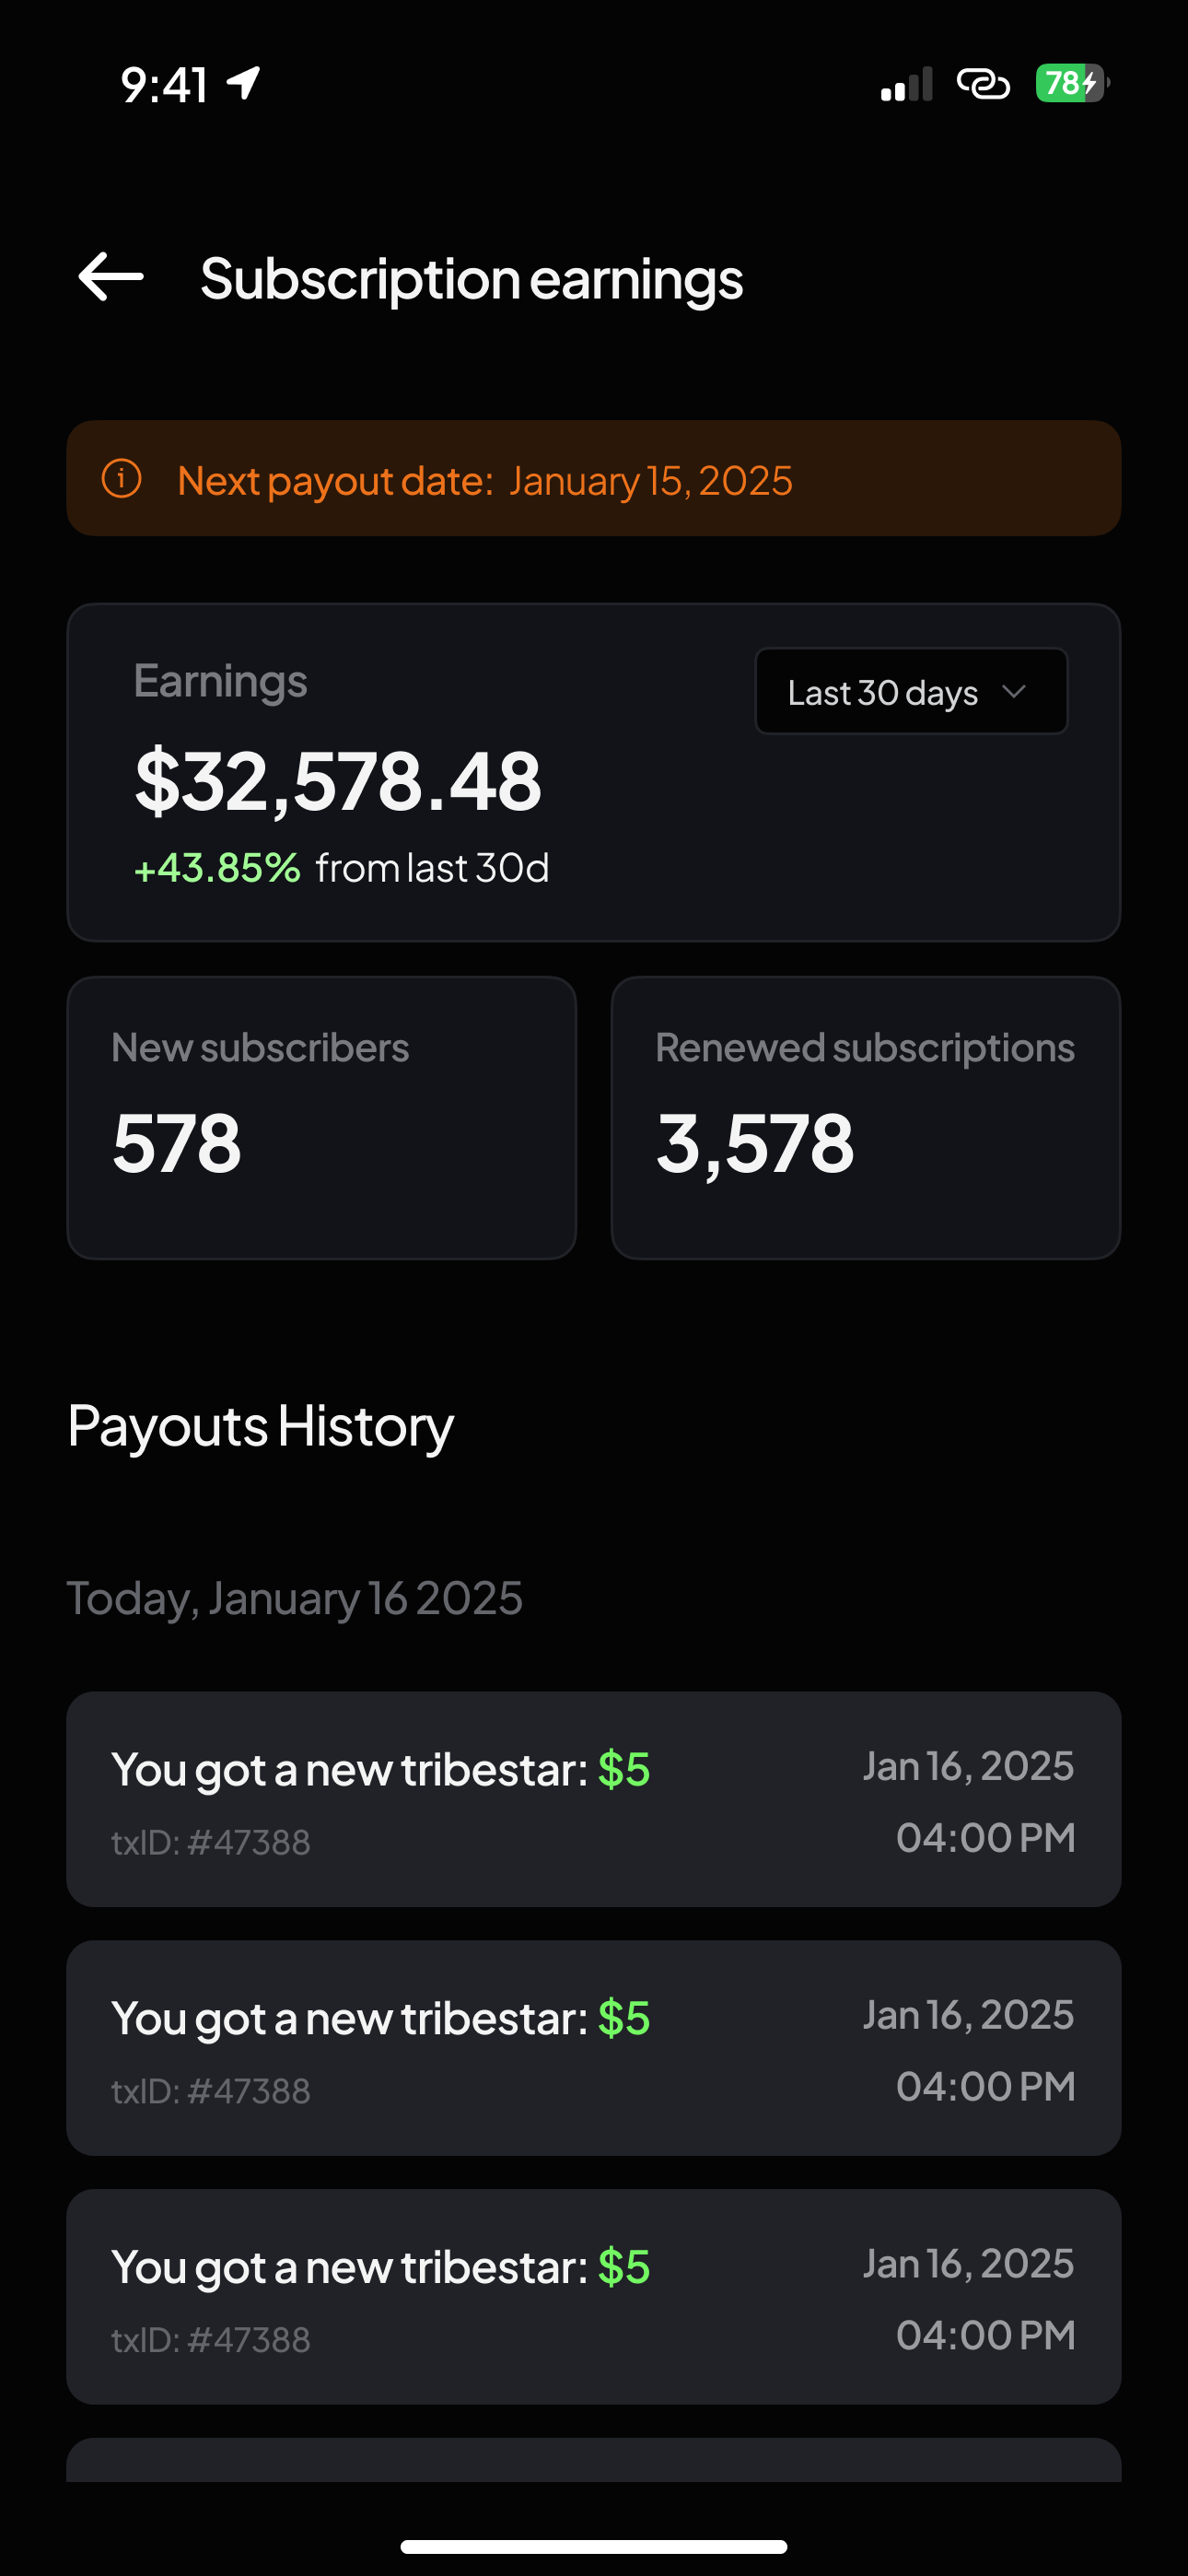 9:41
78
Subscription earnings
Next payout date: January 15, 2025
Earnings
Last 30 days
$32,578.48
+43.85% from last 30d
New subscribers
Renewed subscriptions
578
3,578
Payouts History
Today, January 16 2025
You got a new tribestar: $5
Jan 16, 2025
txID: #47388
04:00 PM
You got a new tribestar: $5
Jan 16, 2025
txID: #47388
04:00 PM
You got a new tribestar: $5
Jan 16, 2025
txID: #47388
04:00 PM